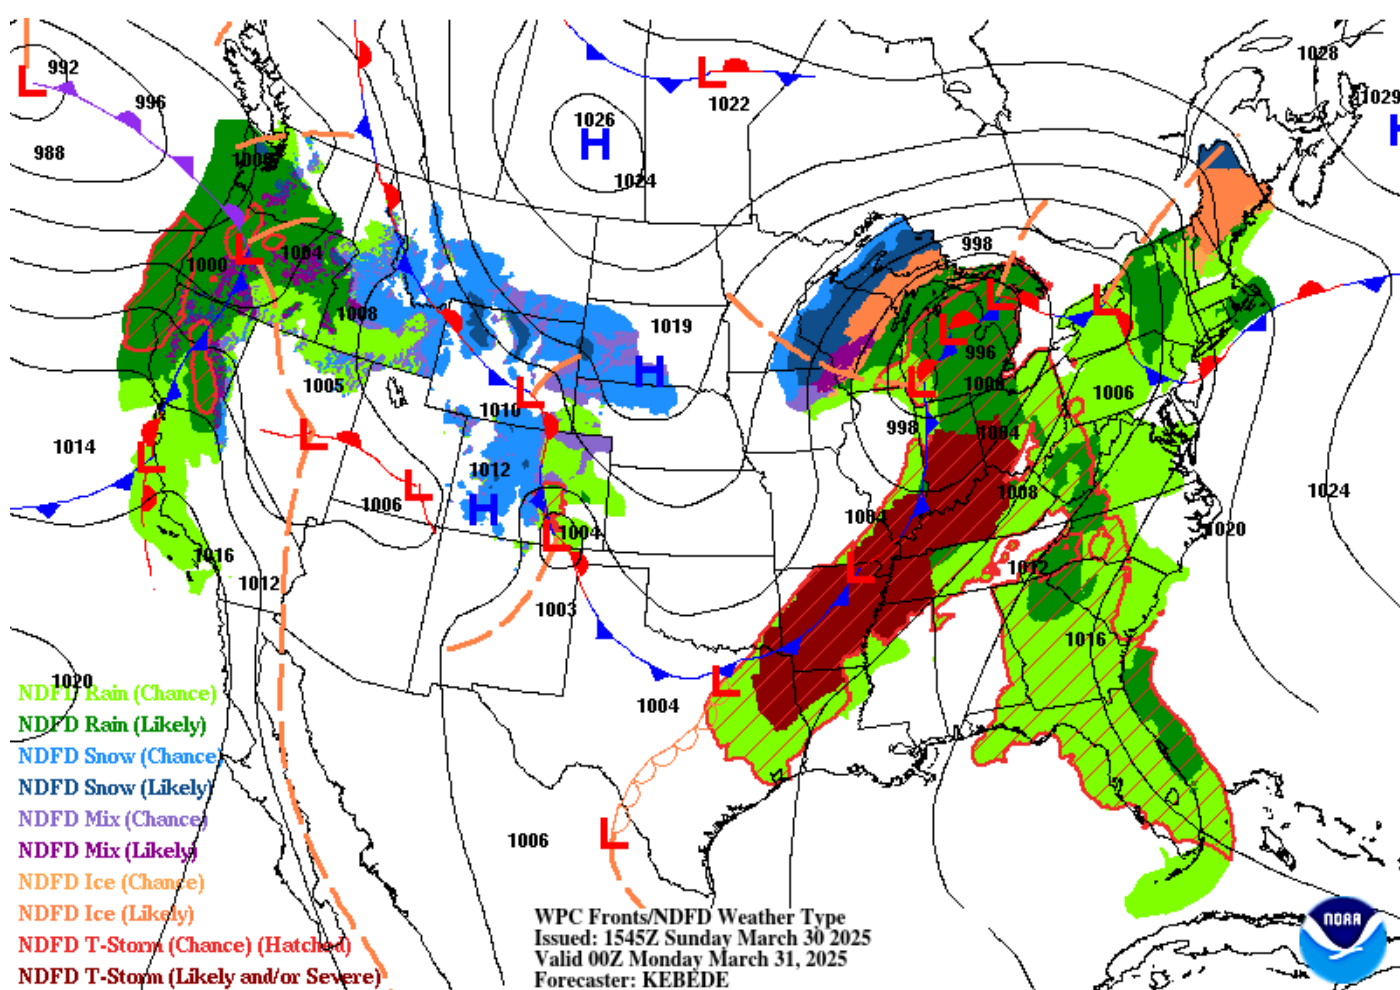 992
996
988
1008
1000
1004
1008
1005
1014
1016
1012
1020
1006
1010
1012
1004
1003
1004
1006
1026
H
1024
L
1022
1019
H
H
998
996
1000
1004
998
1004
1008
1012
1016
1006
1020
1024
1028
1029
NDFD Rain (Chance)
NDFD Rain (Likely)
NDFD Snow (Chance)
NDFD Snow (Likely)
NDFD Mix (Chance)
NDFD Mix (Likely)
NDFD Ice (Chance)
NDFD Ice (Likely)
NDFD T-Storm (Chance) (Hatched)
NDFD T-Storm (Likely and/or Severe)
WPC Fronts/NDFD Weather Type
Issued: 1545Z Sunday March 30 2025
Valid 00Z Monday March 31, 2025
Forecaster: KEBEDE
NOAA